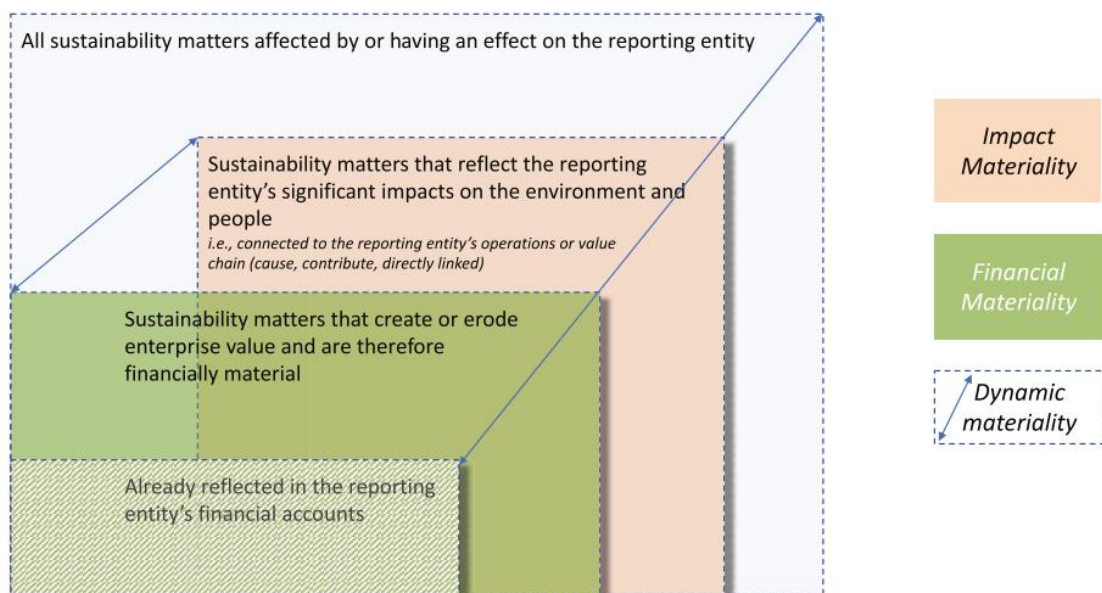 All sustainability matters affected by or having an effect on the reporting entity
Sustainability matters that reflect the reporting
entity’s significant impacts on the environment and
people
i.e., connected to the reporting entity’s operations or value
chain (cause, contribute, directly linked)
Sustainability matters that create or erode
enterprise value and are therefore
financially material
Already reflected in the reporting
entity’s financial accounts
Impact
Materiality
Financial
Materiality
Dynamic
materiality